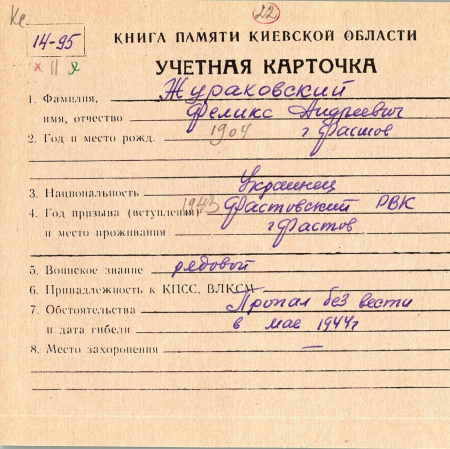 Ке.
22
14-95
КНИГА ПАМЯТИ КИЕВСКОЙ ОБЛАСТИ
х II
УЧЕТНАЯ КАРТОЧКА
1. Фамилия, Жураковский
имя, отчество Феликс Андреевич
2. Год и место рожд. 1904 г Фастов
3. Национальность Украинец
4. Год призыва (вступления) 1943 Фастовский РВК
и место проживания г Фастов
5. Воинское звание рядовой
6. Принадлежность к КПСС, ВЛКСМ
7. Обстоятельства Пропал без вести
и дата гибели в мае 1944г
8. Место захоронения —